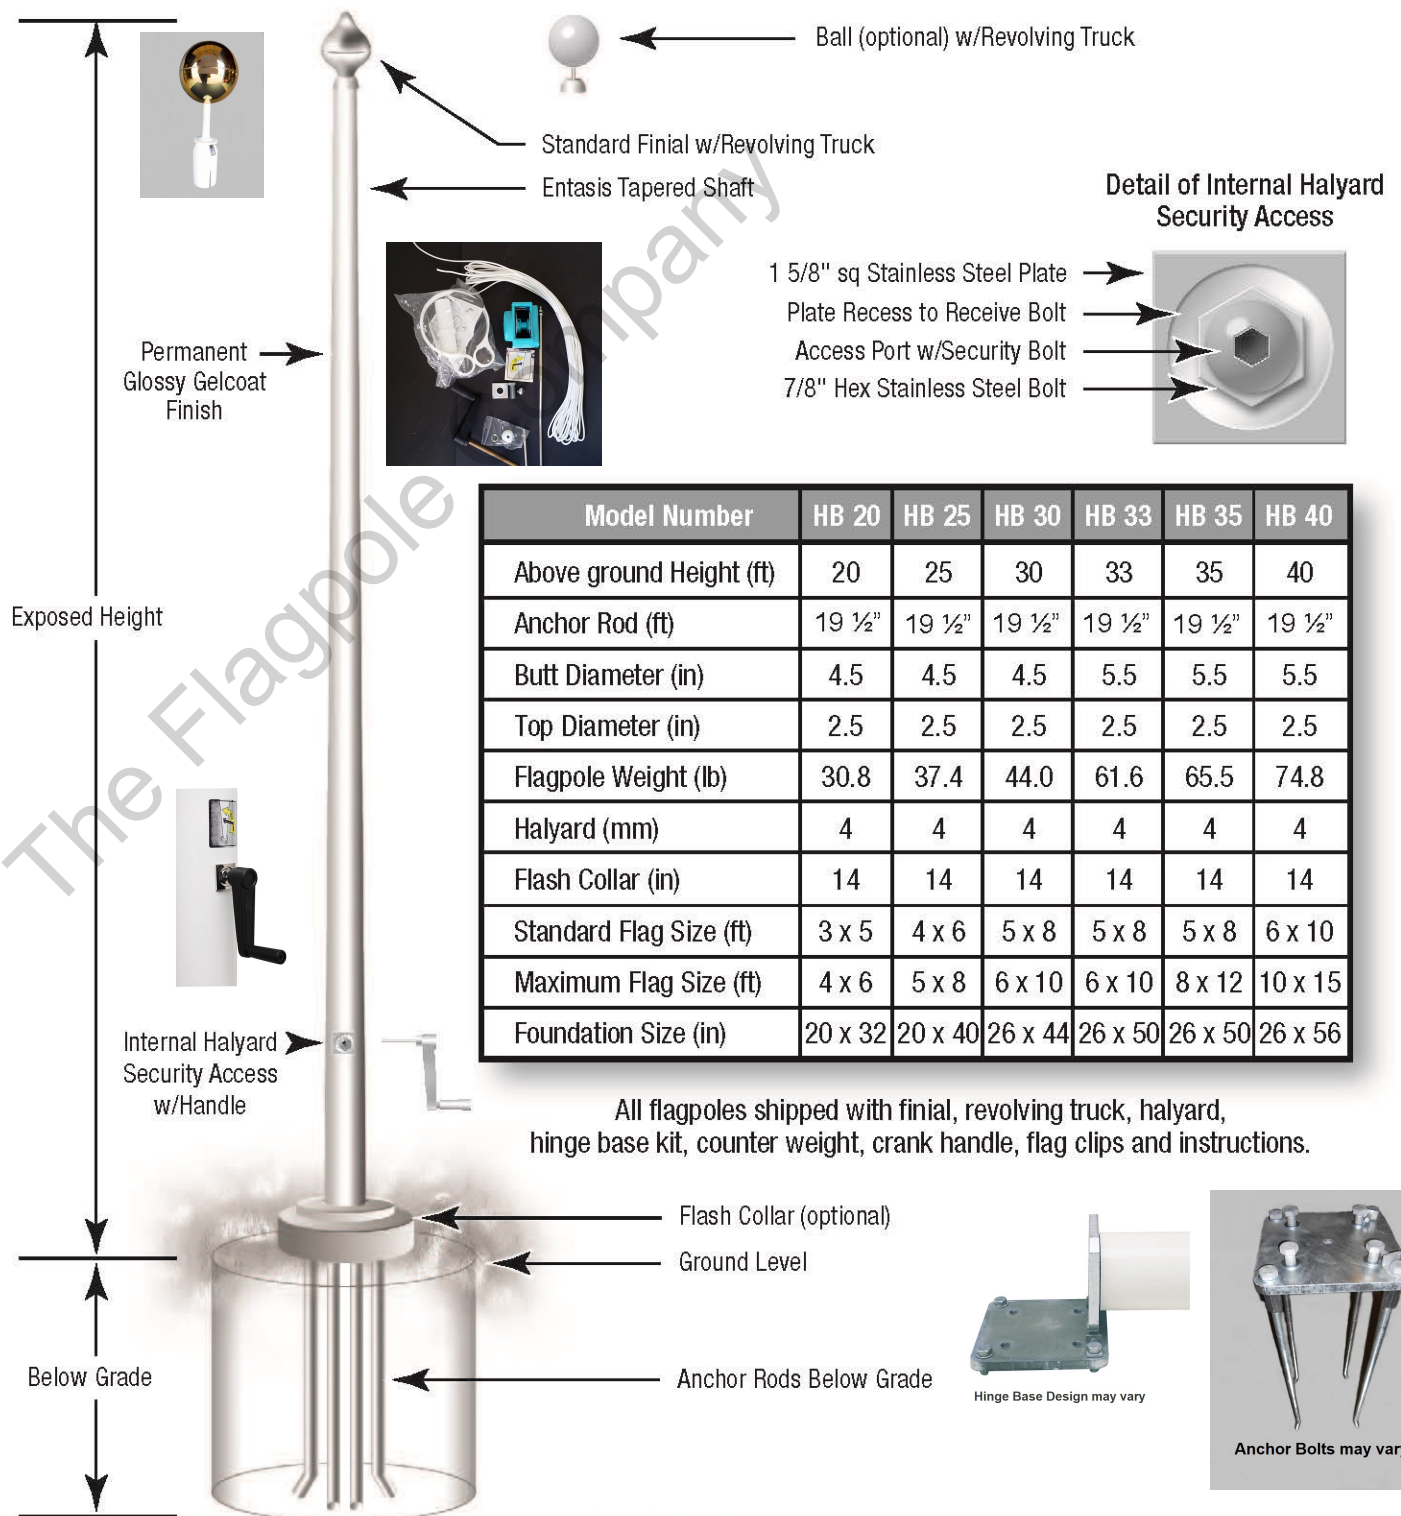 Ball (optional) w/Revolving Truck
Standard Finial w/Revolving Truck
Entasis Tapered Shaft
Detail of Internal Halyard
Security Access
1 5/8" sq Stainless Steel Plate
Plate Recess to Receive Bolt
Access Port w/Security Bolt
7/8" Hex Stainless Steel Bolt
Permanent
Glossy Gelcoat
Finish
Exposed Height
The Flagpole Company
Model Number HB 20 HB 25 HB 30 HB 33 HB 35 HB 40
Above ground Height (ft) 20 25 30 33 35 40
Anchor Rod (ft) 19 ½” 19 ½” 19 ½” 19 ½” 19 ½” 19 ½”
Butt Diameter (in) 4.5 4.5 4.5 5.5 5.5 5.5
Top Diameter (in) 2.5 2.5 2.5 2.5 2.5 2.5
Flagpole Weight (lb) 30.8 37.4 44.0 61.6 65.5 74.8
Halyard (mm) 4 4 4 4 4 4
Flash Collar (in) 14 14 14 14 14 14
Standard Flag Size (ft) 3 x 5 4 x 6 5 x 8 5 x 8 5 x 8 6 x 10
Maximum Flag Size (ft) 4 x 6 5 x 8 6 x 10 6 x 10 8 x 12 10 x 15
Foundation Size (in) 20 x 32 20 x 40 26 x 44 26 x 50 26 x 50 26 x 56
Internal Halyard
Security Access
w/Handle
All flagpoles shipped with finial, revolving truck, halyard,
hinge base kit, counter weight, crank handle, flag clips and instructions.
Flash Collar (optional)
Ground Level
Below Grade
Anchor Rods Below Grade
Hinge Base Design may vary
Anchor Bolts may vary